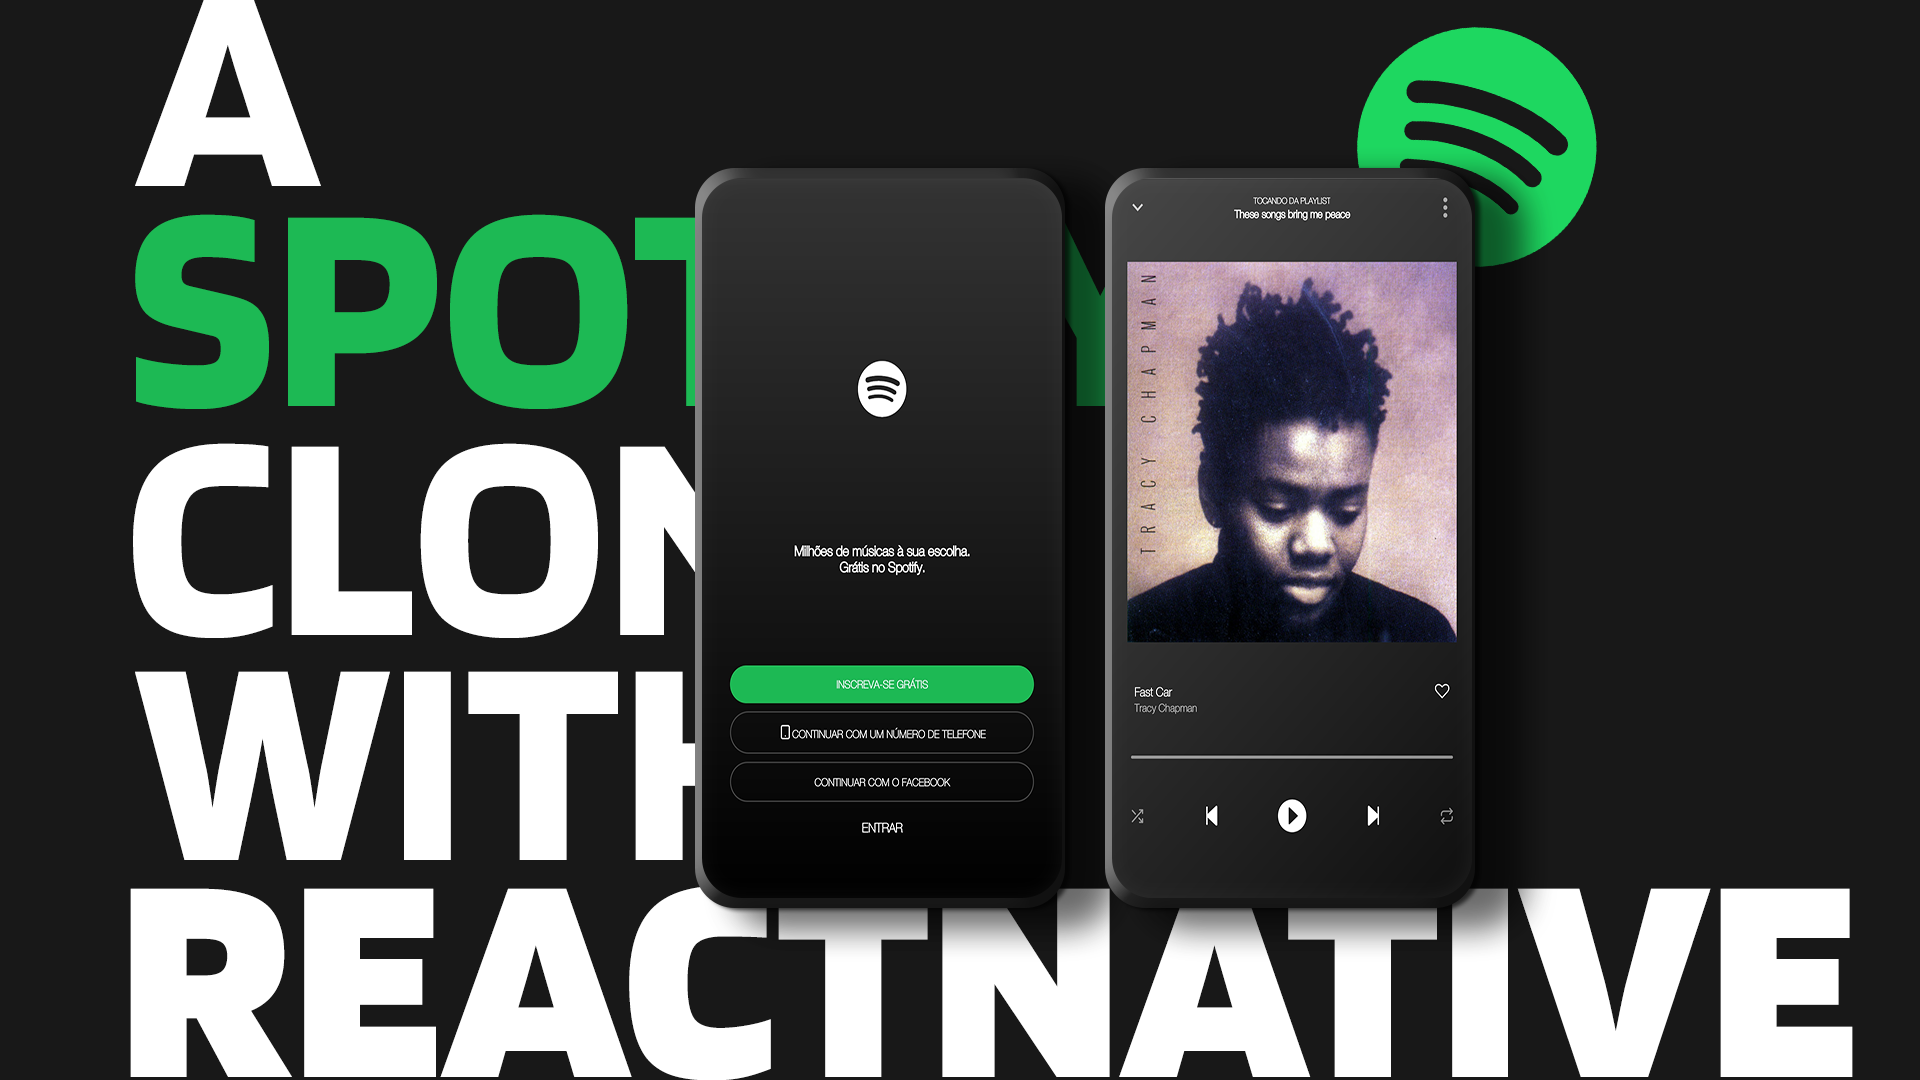 A
SPOT Y
CLON
WITH
REACTNATIVE
Milhões de músicas à sua escolha.
Grátis no Spotify.
INSCREVA-SE GRÁTIS
CONTINUAR COM UM NÚMERO DE TELEFONE
CONTINUAR COM O FACEBOOK
ENTRAR
TOCANDO DA PLAYLIST
These songs bring me peace
TRACY CHAPMAN
Fast Car
Tracy Chapman